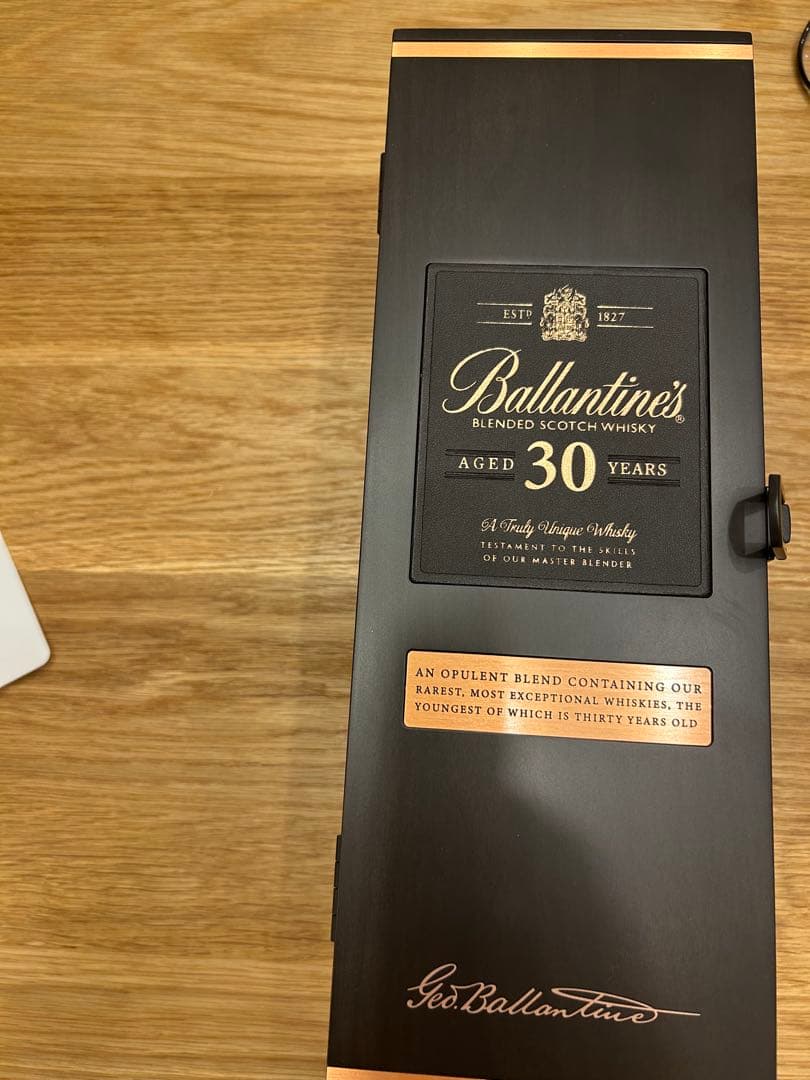 ESTD 1827
Ballantine's®
BLENDED SCOTCH WHISKY
AGED 30 YEARS
A Truly Unique Whisky
TESTAMENT TO THE SKILLS
OF OUR MASTER BLENDER
AN OPULENT BLEND CONTAINING OUR
RAREST, MOST EXCEPTIONAL WHISKIES, THE
YOUNGEST OF WHICH IS THIRTY YEARS OLD
Geo. Ballantine